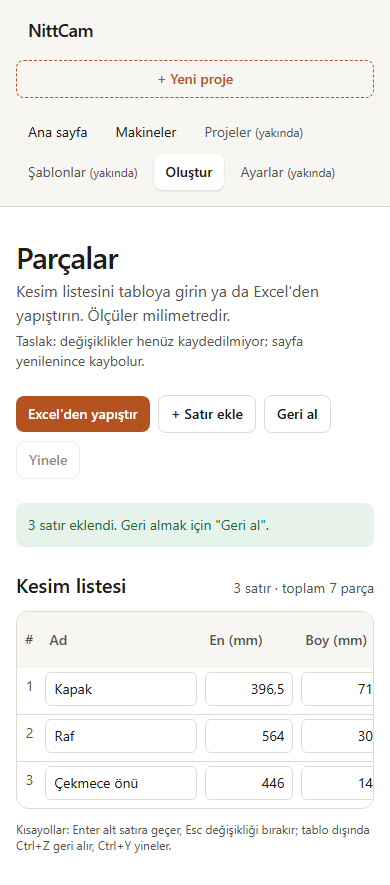 NittCam
+ Yeni proje
Ana sayfa Makineler Projeler (yakında)
Şablonlar (yakında) Oluştur Ayarlar (yakında)
Parçalar
Kesim listesini tabloya girin ya da Excel'den
yapıştırın. Ölçüler milimetredir.
Taslak: değişiklikler henüz kaydedilmiyor; sayfa
yenilenince kaybolur.
Excel'den yapıştır + Satır ekle Geri al
Yinele
3 satır eklendi. Geri almak için "Geri al".
Kesim listesi 3 satır · toplam 7 parça
# Ad En (mm) Boy (mm)
1 Kapak 396,5 71
2 Raf 564 30
3 Çekmece önü 446 14
Kısayollar: Enter alt satıra geçer, Esc değişikliği bırakır; tablo dışında
Ctrl+Z geri alır, Ctrl+Y yineler.